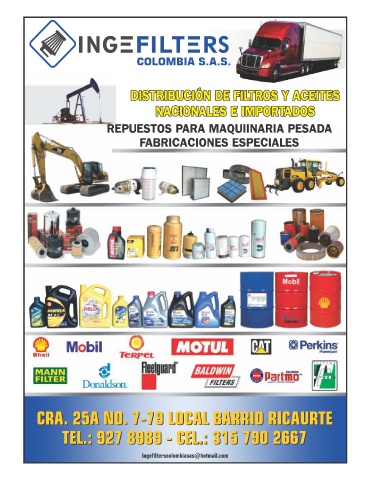 INGEFILTERS
COLOMBIA S.A.S.
DISTRIBUCIÓN DE FILTROS Y ACEITES
NACIONALES E IMPORTADOS
REPUESTOS PARA MAQUIINARIA PESADA
FABRICACIONES ESPECIALES
Mobil
Shell
Mobil
TERPEL
MOTUL
CAT
Perkins
MANN
FILTER
Donaldson.
Fleetguard
BALDWIN
FILTERS
Partmo
CRA. 25A NO. 7-79 LOCAL BARRIO RICAURTE
TEL.: 927 8989 - CEL.: 315 790 2667
ingefilterscolombiasas@hotmail.com